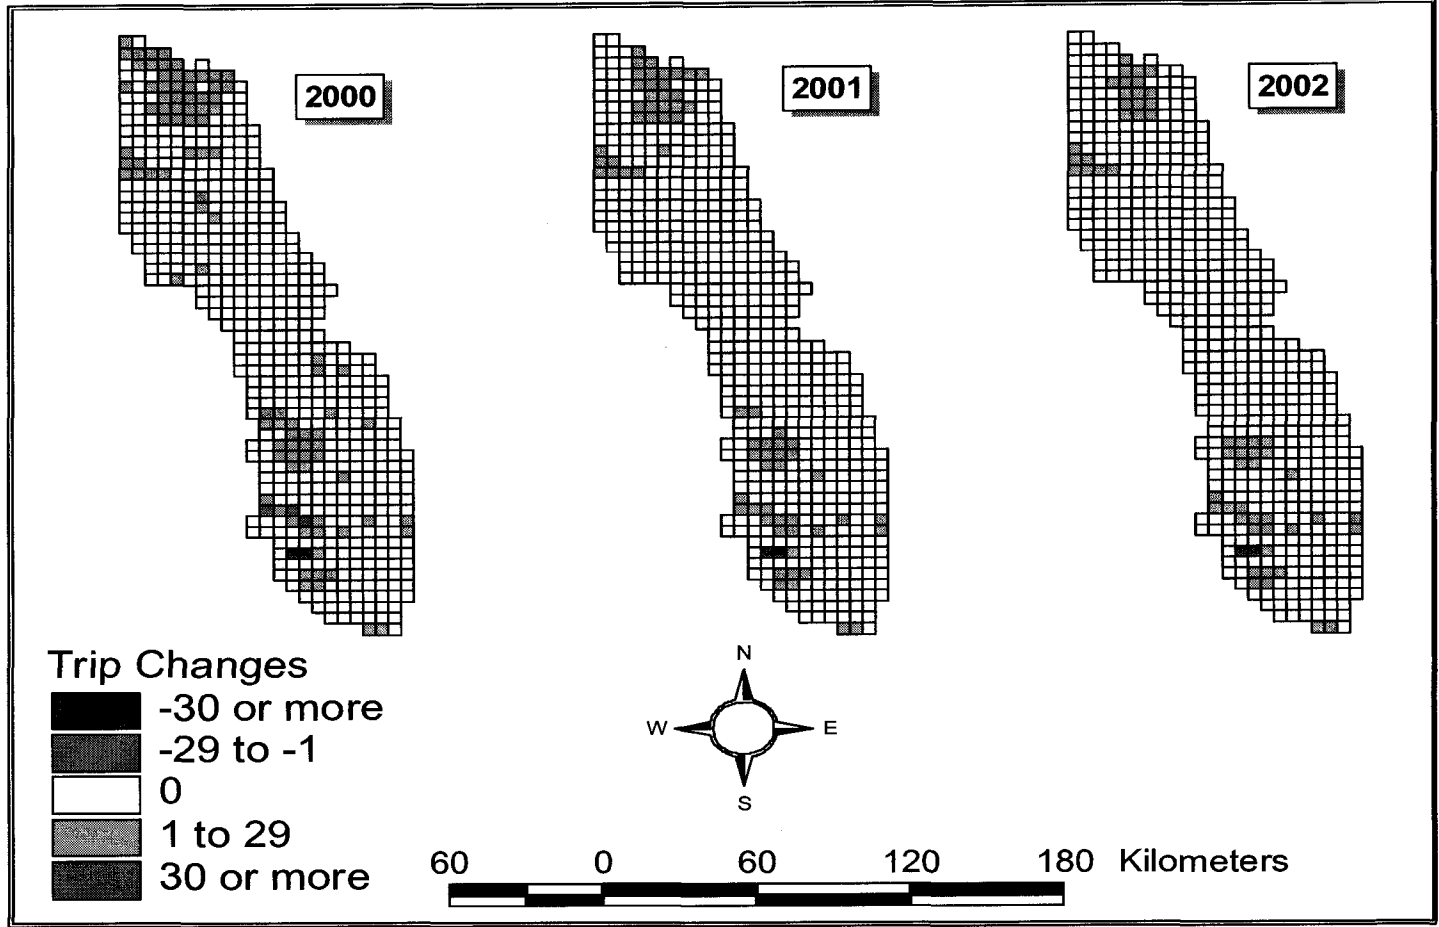 2000
2001
2002
Trip Changes
-30 or more
-29 to -1
0
1 to 29
30 or more
N
W
E
S
60 0 60 120 180 Kilometers